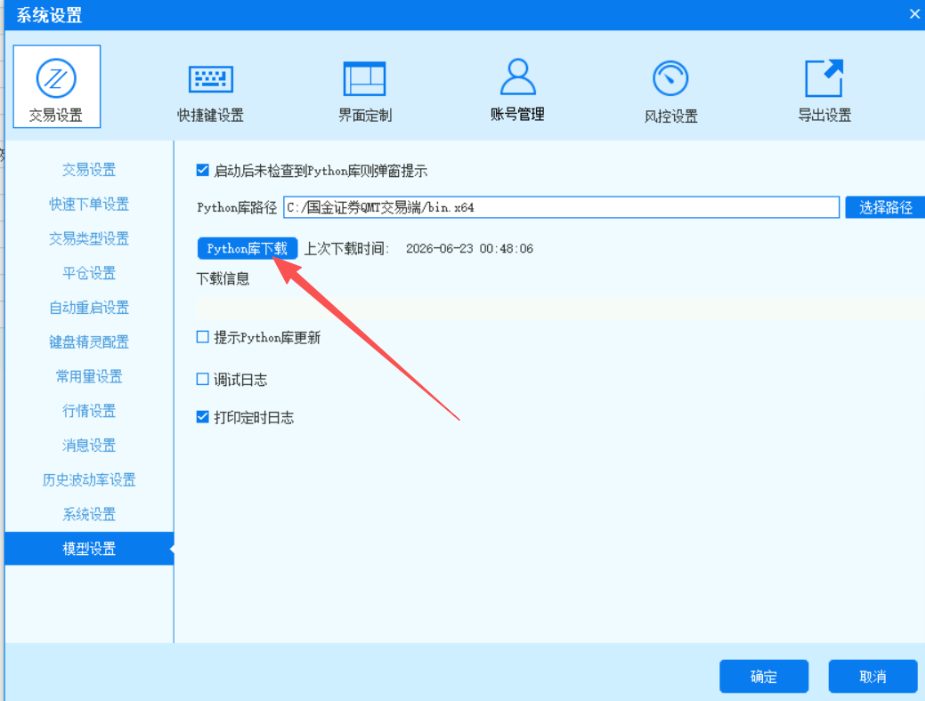 系统设置
交易设置
快捷键设置
界面定制
账号管理
风控设置
导出设置
交易设置
快速下单设置
交易类型设置
平仓设置
自动重启设置
键盘精灵配置
常用量设置
行情设置
消息设置
历史波动率设置
系统设置
模型设置
启动后未检查到Python库则弹窗提示
Python库路径 C:/国金证券QMT交易端/bin.x64 选择路径
Python库下载 上次下载时间: 2026-06-23 00:48:06
下载信息
提示Python库更新
调试日志
打印定时日志
确定 取消